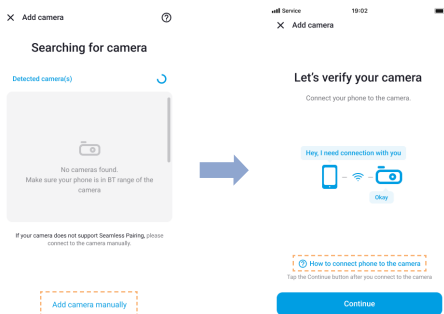 Add camera
Searching for camera
Detected camera(s)
No cameras found.
Make sure your phone is in BT range of the
camera
If your camera does not support Seamless Pairing, please
connect to the camera manually.
Add camera manually
Service 19:02
Add camera
Let's verify your camera
Connect your phone to the camera.
Hey, I need connection with you
Okay
How to connect phone to the camera
Tap the Continue button after you connect to the camera
Continue